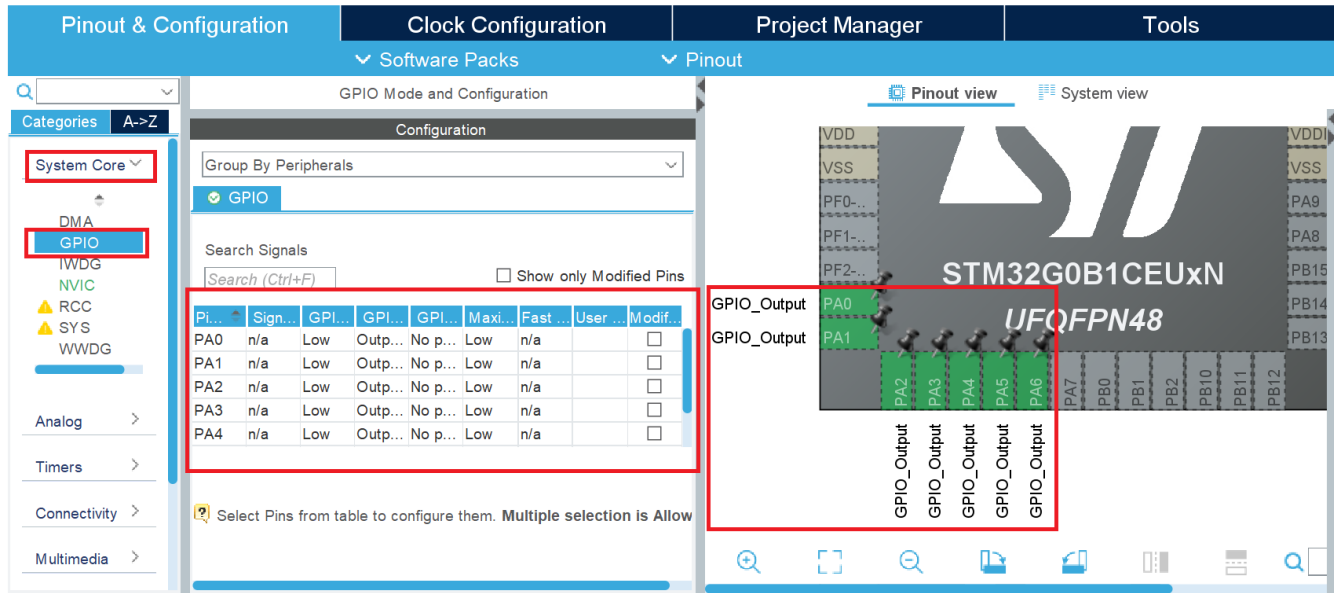 Pinout & Configuration
Clock Configuration
Project Manager
Tools
Software Packs
Pinout
Categories
A->Z
System Core
DMA
GPIO
IWDG
NVIC
RCC
SYS
WWDG
Analog
Timers
Connectivity
Multimedia
GPIO Mode and Configuration
Configuration
Group By Peripherals
GPIO
Search Signals
Search (Ctrl+F)
Show only Modified Pins
Pi... Sign... GPI... GPI... GPI... Maxi... Fast ... User ... Modif...
PA0 n/a Low Outp... No p... Low n/a
PA1 n/a Low Outp... No p... Low n/a
PA2 n/a Low Outp... No p... Low n/a
PA3 n/a Low Outp... No p... Low n/a
PA4 n/a Low Outp... No p... Low n/a
Select Pins from table to configure them. Multiple selection is Allow
Pinout view
System view
VDD
VSS
PF0-..
PF1-..
PF2-..
GPIO_Output PA0
GPIO_Output PA1
STM32G0B1CEUxN
UFQFPN48
VDDI
VSS
PA9
PA8
PB15
PB14
PB13
PA2
PA3
PA4
PA5
PA6
PA7
PB0
PB1
PB2
PB10
PB11
PB12
GPIO_Output
GPIO_Output
GPIO_Output
GPIO_Output
GPIO_Output